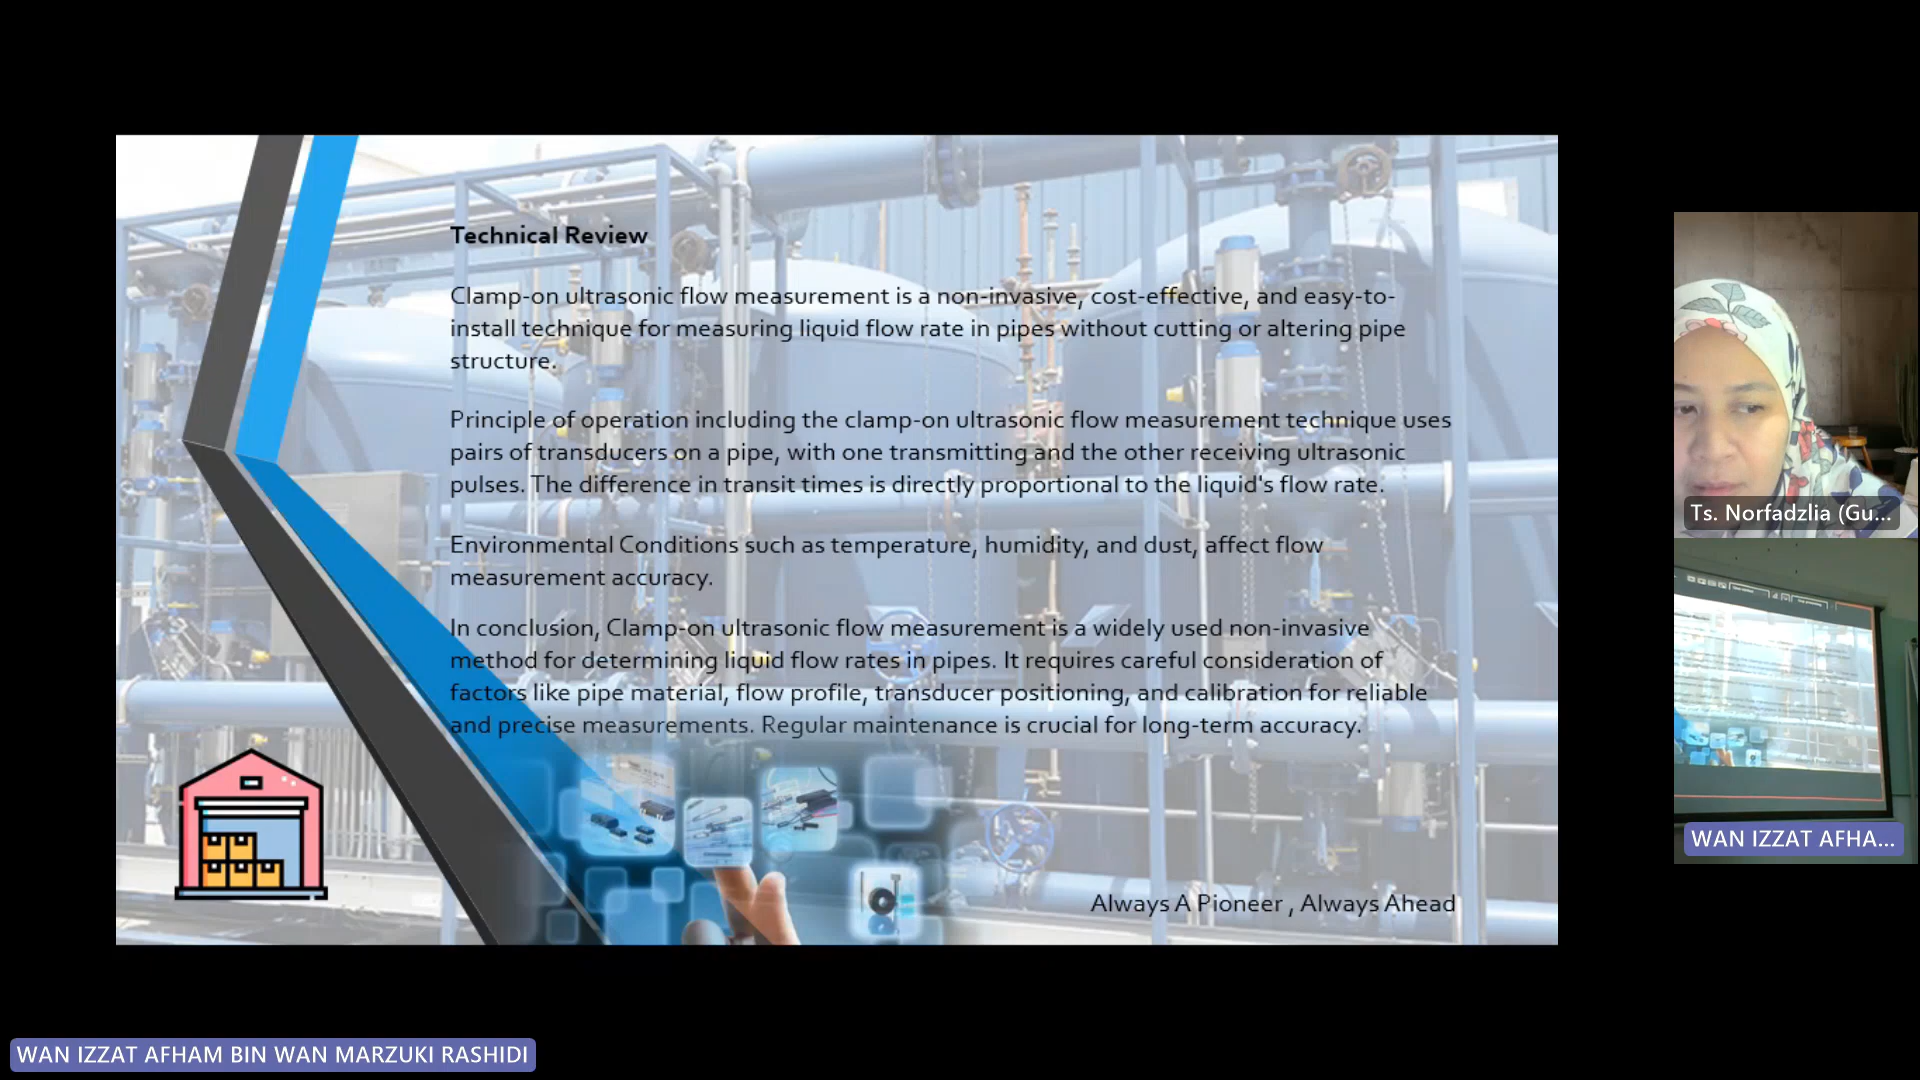 Technical Review
Clamp-on ultrasonic flow measurement is a non-invasive, cost-effective, and easy-to-
install technique for measuring liquid flow rate in pipes without cutting or altering pipe
structure.
Principle of operation including the clamp-on ultrasonic flow measurement technique uses
pairs of transducers on a pipe, with one transmitting and the other receiving ultrasonic
pulses. The difference in transit times is directly proportional to the liquid's flow rate.
Environmental Conditions such as temperature, humidity, and dust, affect flow
measurement accuracy.
In conclusion, Clamp-on ultrasonic flow measurement is a widely used non-invasive
method for determining liquid flow rates in pipes. It requires careful consideration of
factors like pipe material, flow profile, transducer positioning, and calibration for reliable
and precise measurements. Regular maintenance is crucial for long-term accuracy.
Always A Pioneer , Always Ahead
Ts. Norfadzlia (Gu...
WAN IZZAT AFHA...
WAN IZZAT AFHAM BIN WAN MARZUKI RASHIDI